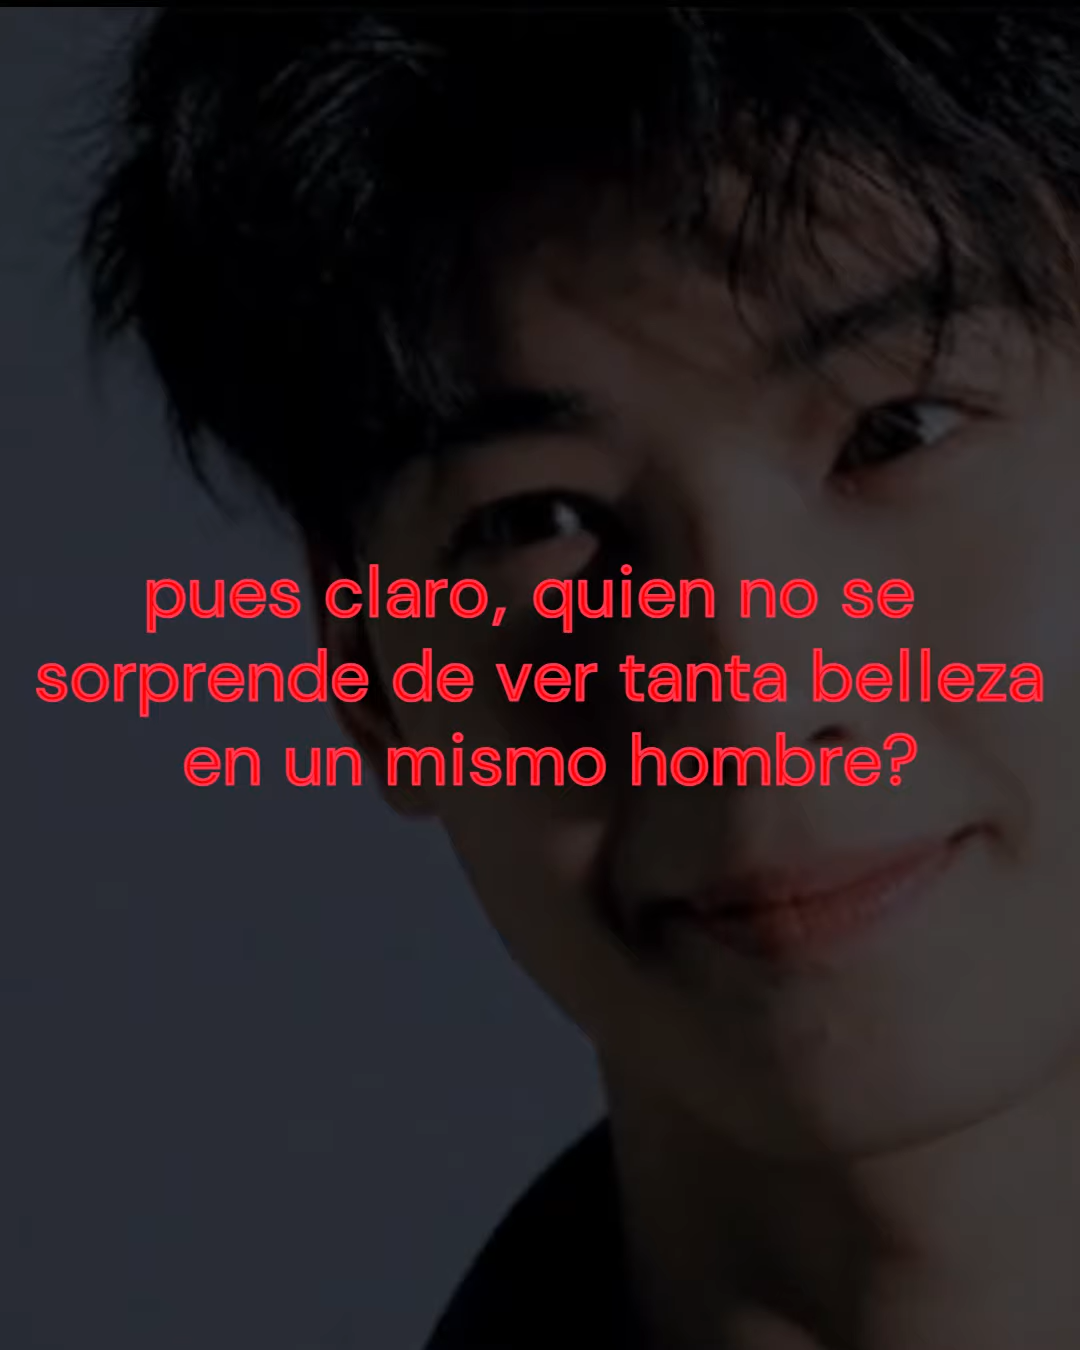 pues claro, quien no se
sorprende de ver tanta belleza
en un mismo hombre?